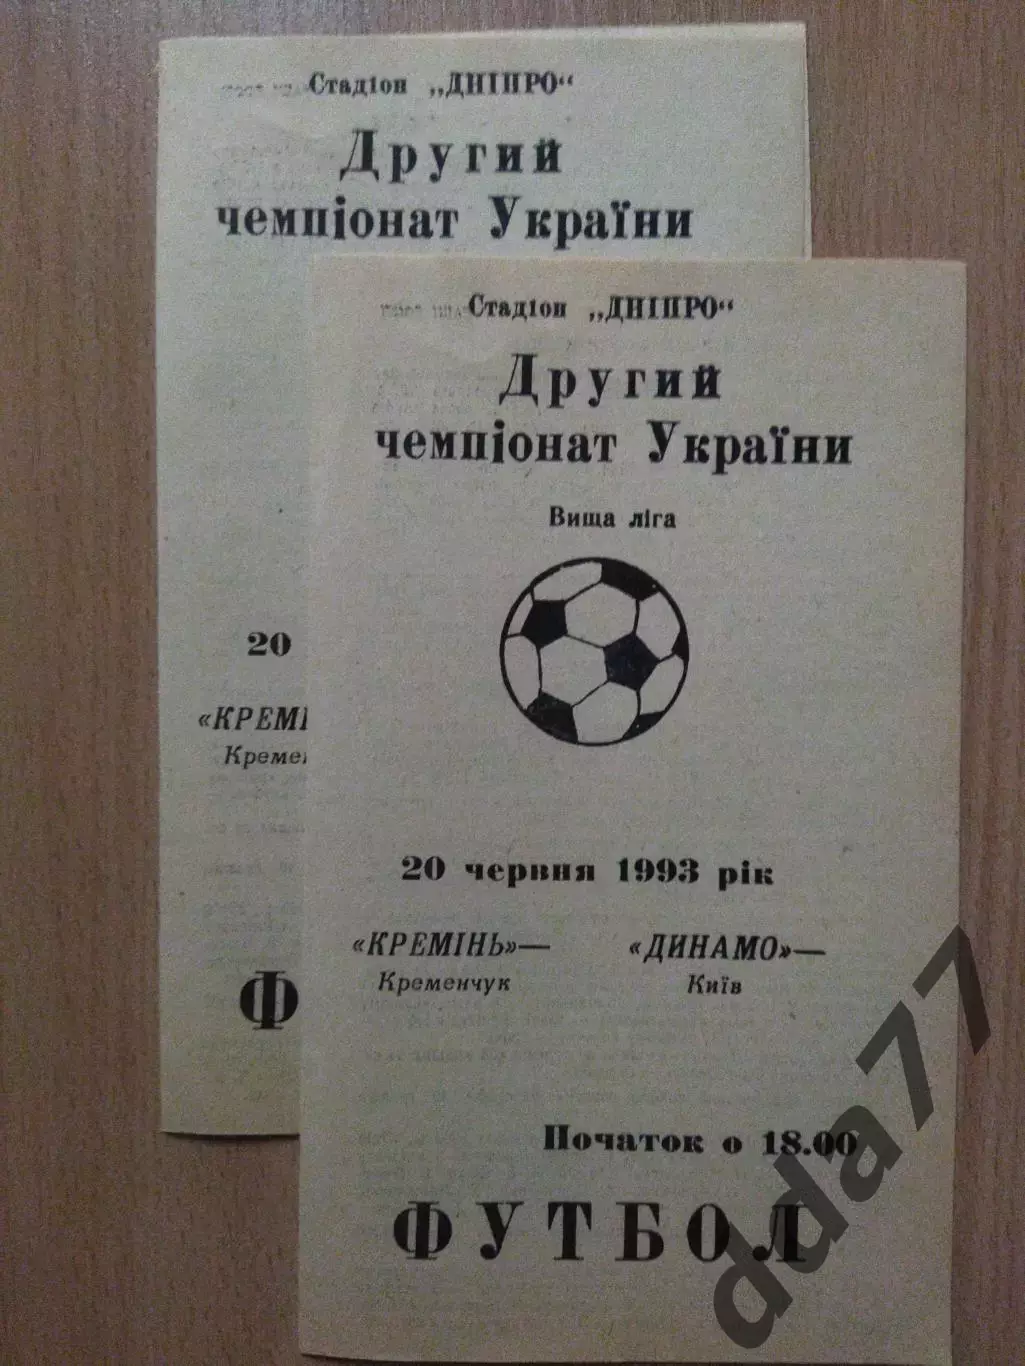 Стадіон „ДНІПРО“
Другий
чемпіонат України
20
«КРЕМІ
Кремен
Ф
Стадіон „ДНІПРО“
Другий
чемпіонат України
Вища ліга
20 червня 1993 рік
«КРЕМІНЬ»— «ДИНАМО»—
Кременчук Київ
Початок о 18.00
ФУТБОЛ
dda77